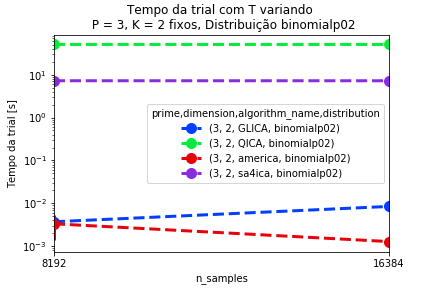 Tempo da trial com T variando
P = 3, K = 2 fixos, Distribuição binomialp02
Tempo da trial [s]
10¹
10⁰
10⁻¹
10⁻²
10⁻³
prime,dimension,algorithm_name,distribution
(3, 2, GLICA, binomialp02)
(3, 2, QICA, binomialp02)
(3, 2, america, binomialp02)
(3, 2, sa4ica, binomialp02)
8192
16384
n_samples